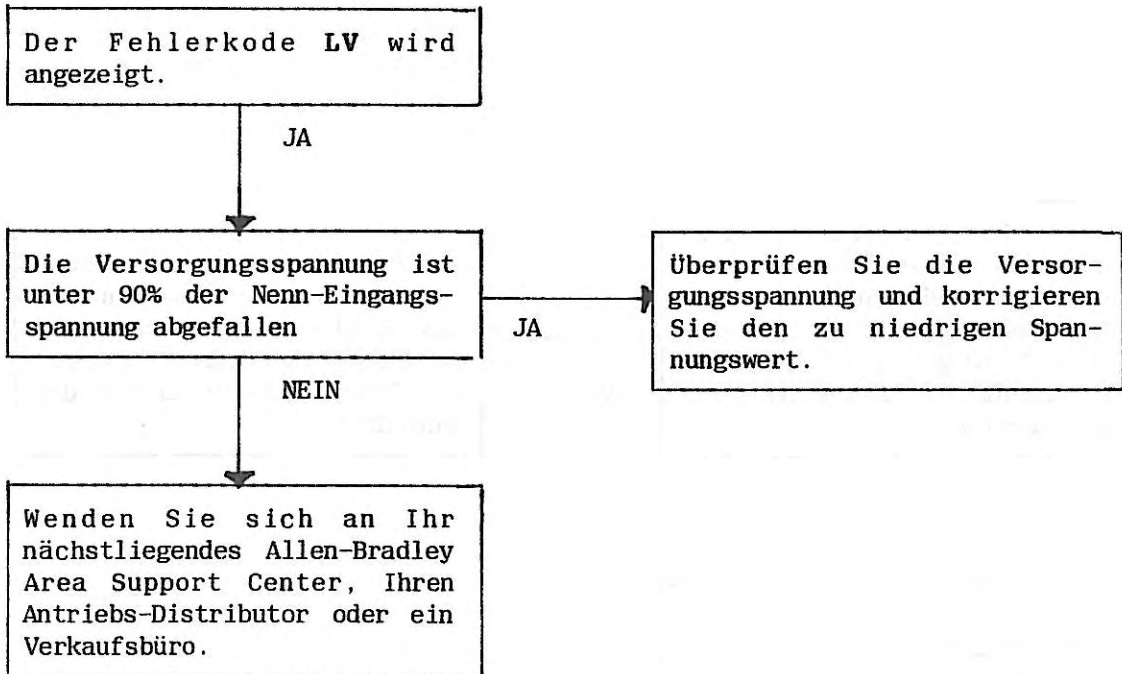 Der Fehlerkode LV wird
angezeigt.
JA
Die Versorgungsspannung ist
unter 90% der Nenn-Eingangs-
spannung abgefallen
JA
Überprüfen Sie die Versor-
gungsspannung und korrigieren
Sie den zu niedrigen Span-
nungswert.
NEIN
Wenden Sie sich an Ihr
nächstliegendes Allen-Bradley
Area Support Center, Ihren
Antriebs-Distributor oder ein
Verkaufsbüro.